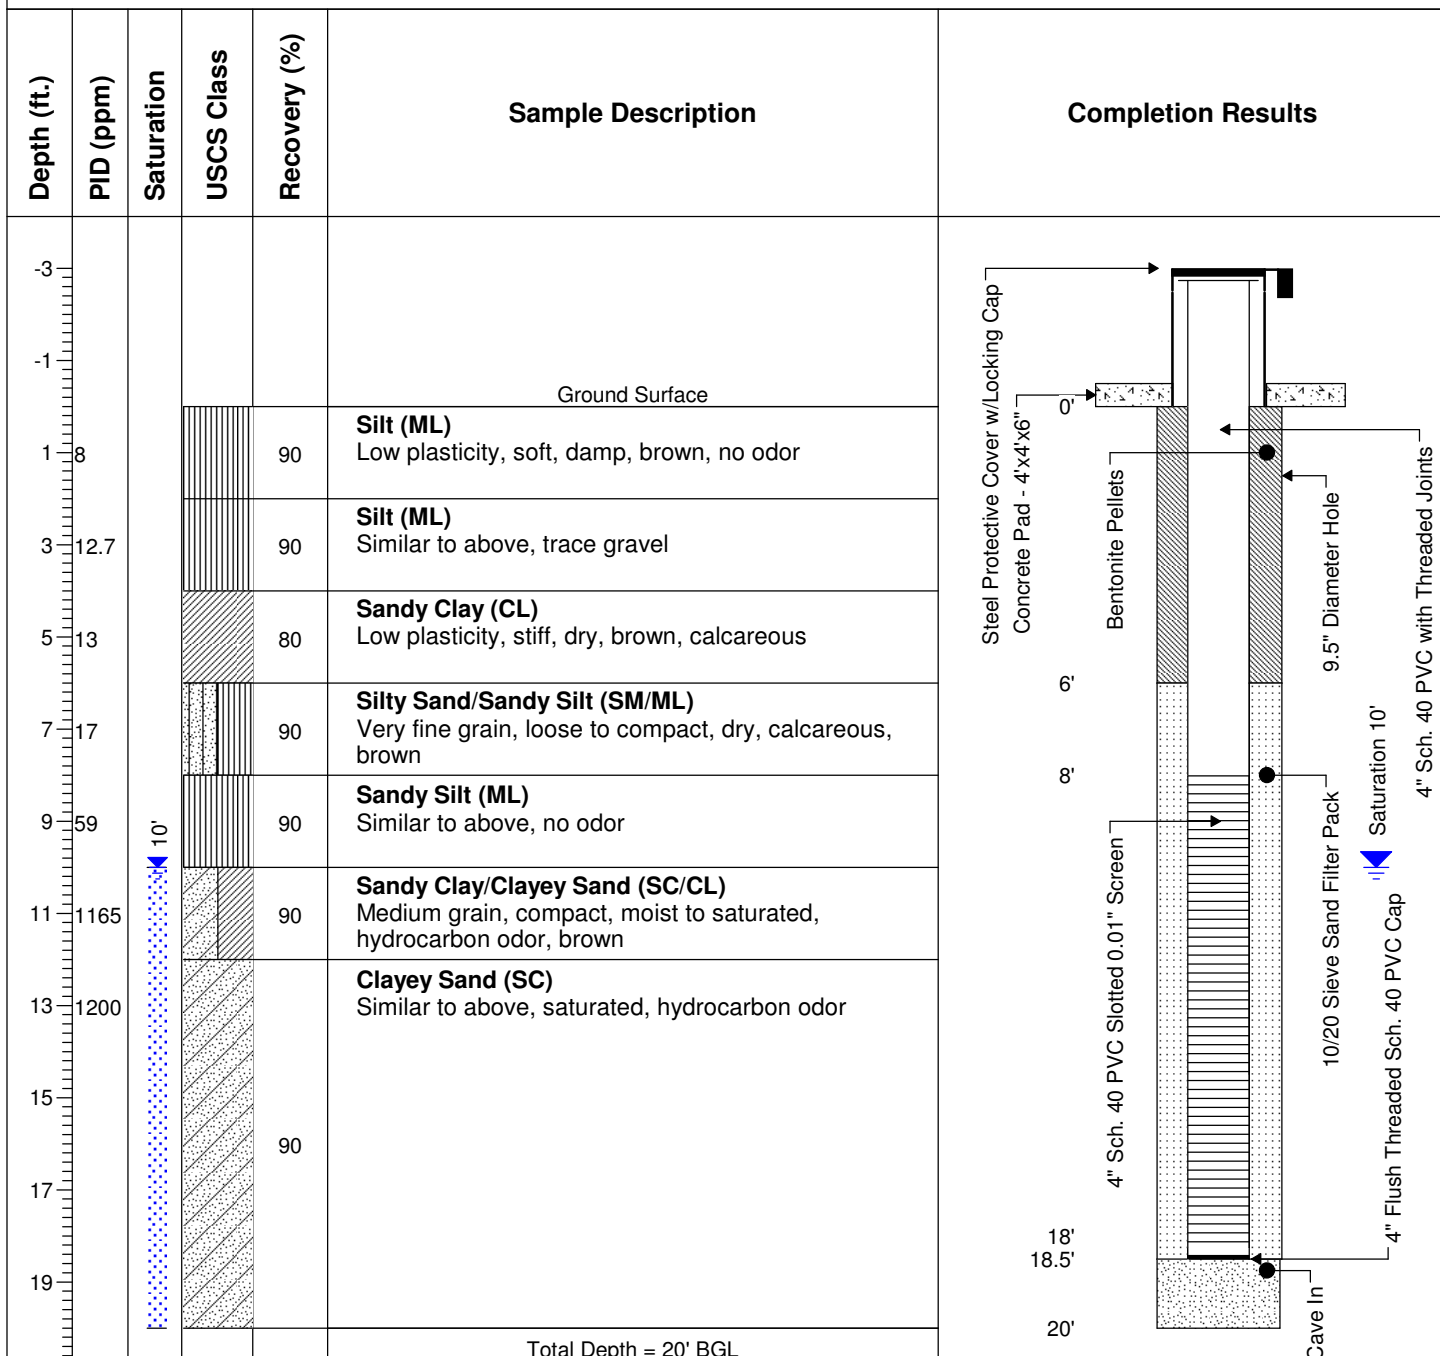 Depth (ft.)
PID (ppm)
Saturation
USCS Class
Recovery (%)
Sample Description
Completion Results
-3
-1
Ground Surface
0'
Silt (ML)
1
8
90
Low plasticity, soft, damp, brown, no odor
Silt (ML)
3
12.7
90
Similar to above, trace gravel
Sandy Clay (CL)
5
13
80
Low plasticity, stiff, dry, brown, calcareous
6'
Silty Sand/Sandy Silt (SM/ML)
7
17
90
Very fine grain, loose to compact, dry, calcareous,
brown
8'
Sandy Silt (ML)
9
59
10'
90
Similar to above, no odor
Sandy Clay/Clayey Sand (SC/CL)
11
1165
90
Medium grain, compact, moist to saturated,
hydrocarbon odor, brown
Clayey Sand (SC)
13
1200
Similar to above, saturated, hydrocarbon odor
15
90
17
18'
18.5'
19
20'
Total Depth = 20' BGL
Steel Protective Cover w/Locking Cap
Concrete Pad - 4'x4'x6"
Bentonite Pellets
9.5" Diameter Hole
4" Sch. 40 PVC with Threaded Joints
Saturation 10'
4" Sch. 40 PVC Slotted 0.01" Screen
10/20 Sieve Sand Filter Pack
4" Flush Threaded Sch. 40 PVC Cap
Cave In